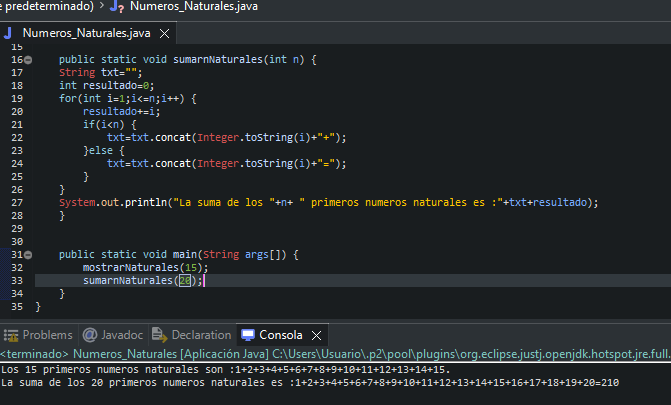 e predeterminado) > Numeros_Naturales.java
Numeros_Naturales.java
15
16 public static void sumarnNaturales(int n) {
17 String txt="";
18 int resultado=0;
19 for(int i=1;i<=n;i++) {
20 resultado+=i;
21 if(i<n) {
22 txt=txt.concat(Integer.toString(i)+"+");
23 }else {
24 txt=txt.concat(Integer.toString(i)+"=");
25 }
26 }
27 System.out.println("La suma de los "+n+ " primeros numeros naturales es :"+txt+resultado);
28 }
29
30
31 public static void main(String args[]) {
32 mostrarNaturales(15);
33 sumarnNaturales(20);
34 }
35 }
Problems @ Javadoc Declaration Consola
<terminado> Numeros_Naturales [Aplicación Java] C:\Users\Usuario\.p2\pool\plugins\org.eclipse.justj.openjdk.hotspot.jre.full.
Los 15 primeros numeros naturales son :1+2+3+4+5+6+7+8+9+10+11+12+13+14+15.
La suma de los 20 primeros numeros naturales es :1+2+3+4+5+6+7+8+9+10+11+12+13+14+15+16+17+18+19+20=210